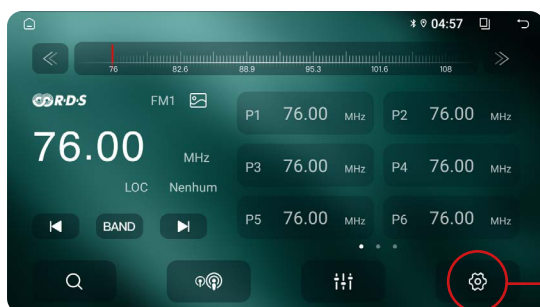 04:57
76 82.6 88.9 95.3 101.6 108
R·D·S FM1
76.00 MHz
LOC Nenhum
BAND
P1 76.00 MHz P2 76.00 MHz
P3 76.00 MHz P4 76.00 MHz
P5 76.00 MHz P6 76.00 MHz